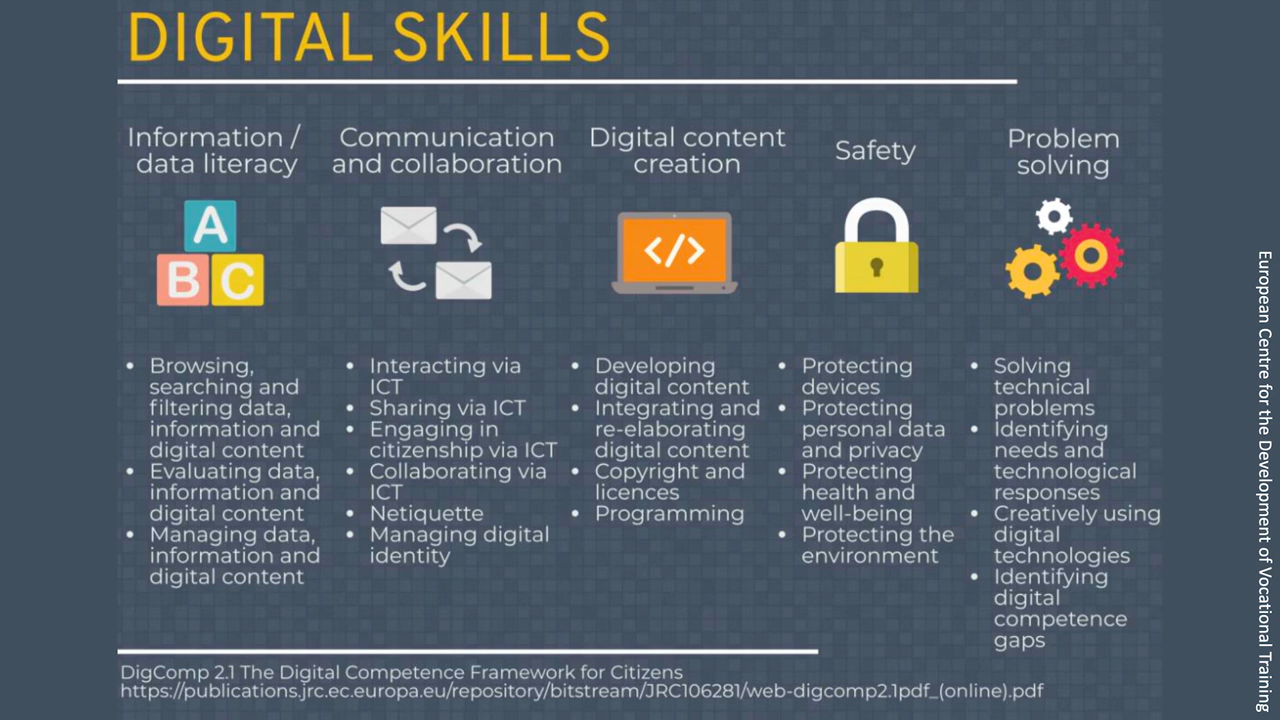 DIGITAL SKILLS
Information /
data literacy
Communication
and collaboration
Digital content
creation
Safety
Problem
solving
A
B C
</>
• Browsing,
searching and
filtering data,
information and
digital content
• Evaluating data,
information and
digital content
• Managing data,
information and
digital content
• Interacting via
ICT
• Sharing via ICT
• Engaging in
citizenship via ICT
• Collaborating via
ICT
• Netiquette
• Managing digital
identity
• Developing
digital content
• Integrating and
re-elaborating
digital content
• Copyright and
licences
• Programming
• Protecting
devices
• Protecting
personal data
and privacy
• Protecting
health and
well-being
• Protecting the
environment
• Solving
technical
problems
• Identifying
needs and
technological
responses
• Creatively using
digital
technologies
• Identifying
digital
competence
gaps
DigComp 2.1 The Digital Competence Framework for Citizens
https://publications.jrc.ec.europa.eu/repository/bitstream/JRC106281/web-digcomp2.1pdf_(online).pdf
European Centre for the Development of Vocational Training